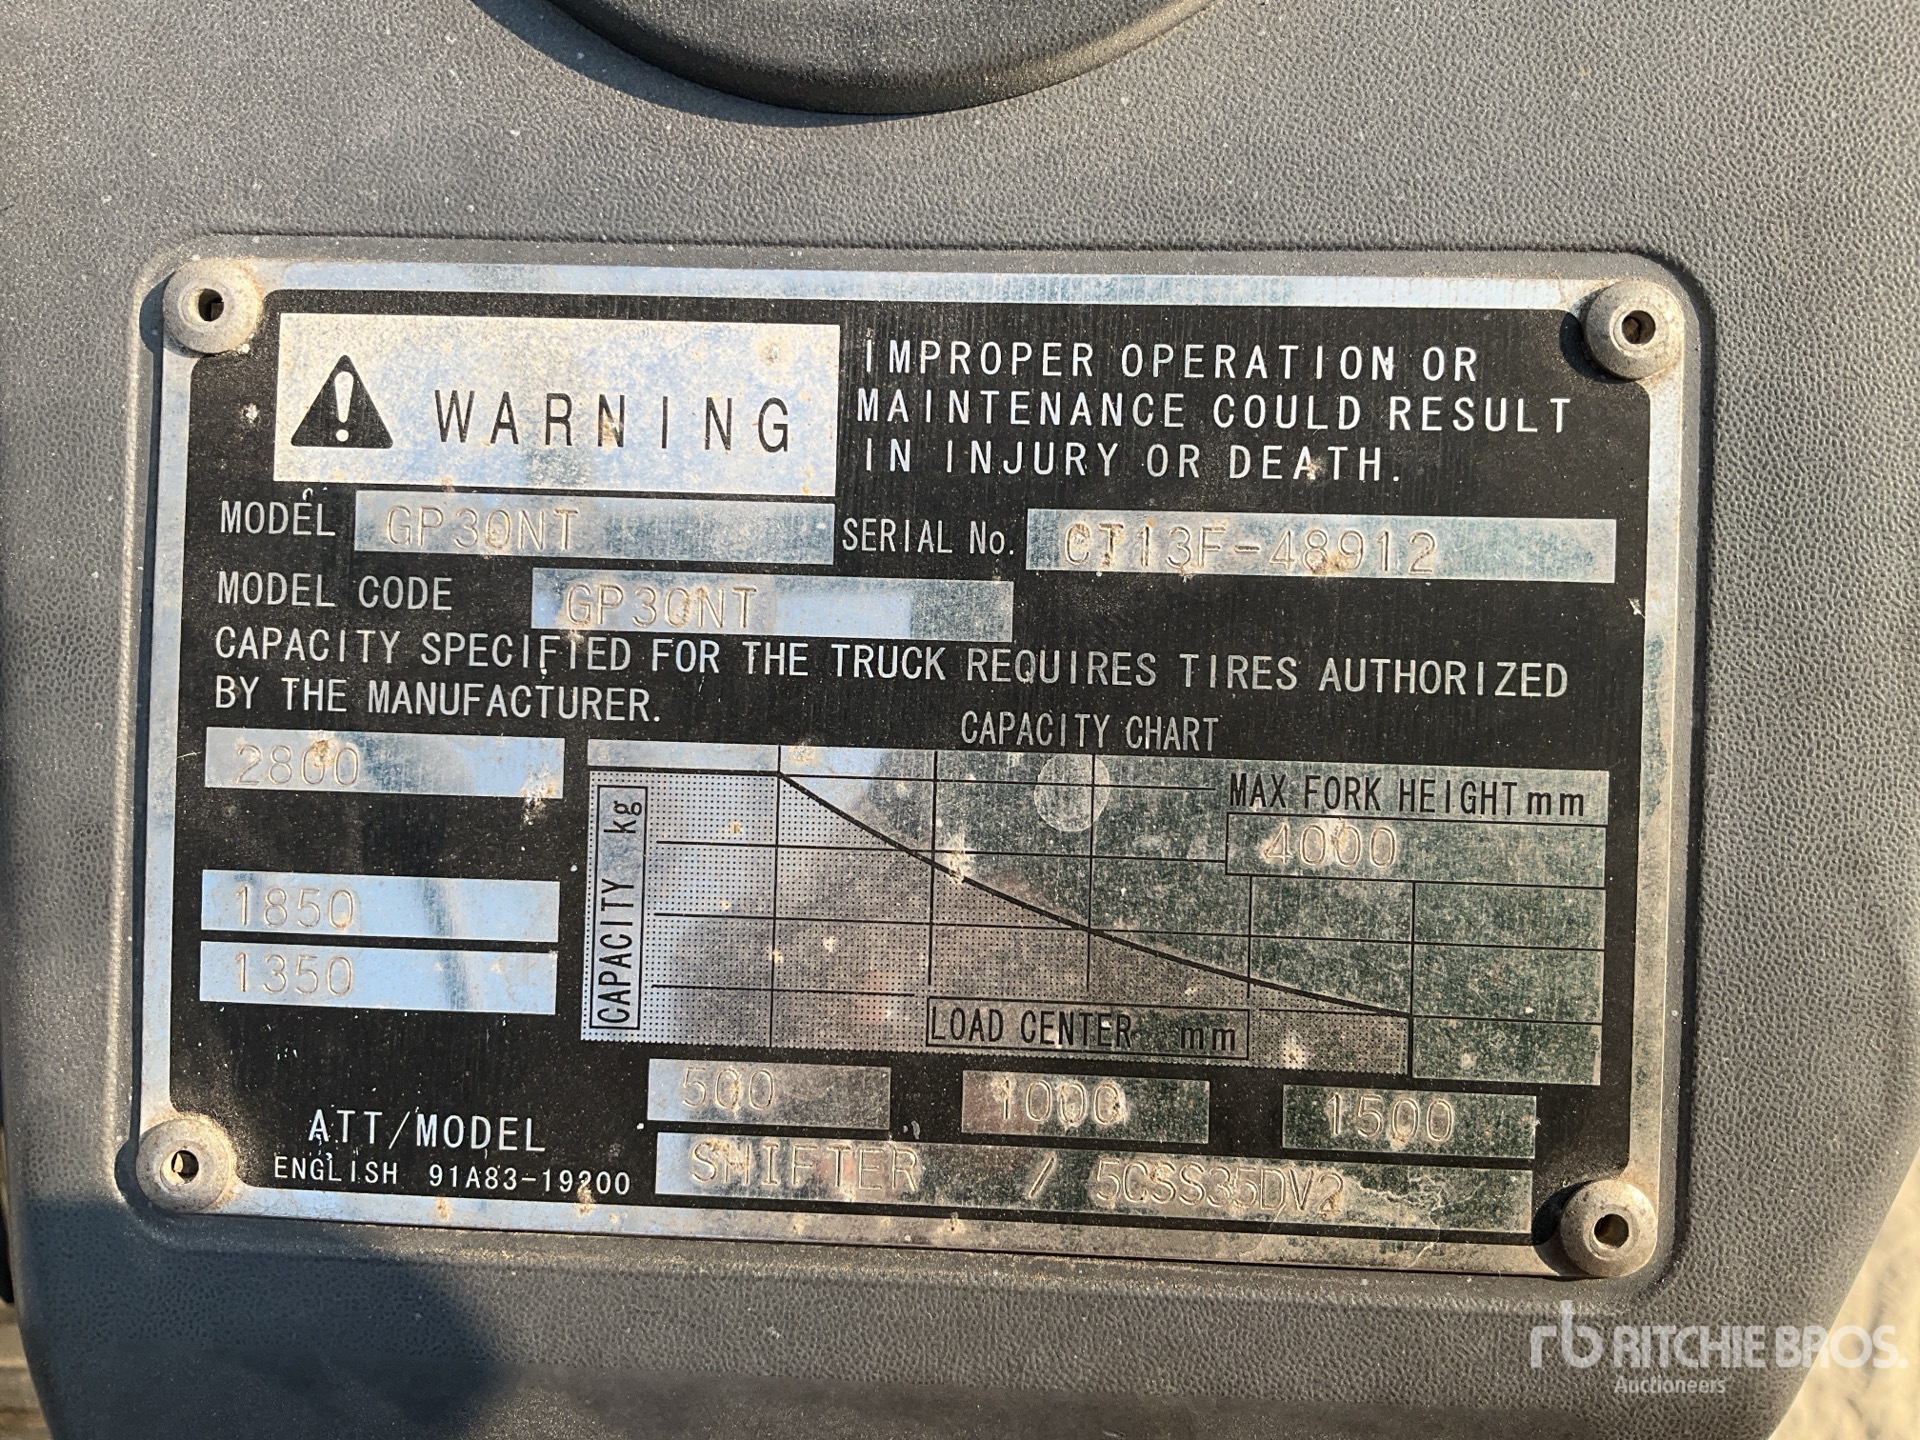 WARNING
IMPROPER OPERATION OR
MAINTENANCE COULD RESULT
IN INJURY OR DEATH.
MODEL GP30NT SERIAL No. CT13F-48912
MODEL CODE GP30NT
CAPACITY SPECIFIED FOR THE TRUCK REQUIRES TIRES AUTHORIZED
BY THE MANUFACTURER.
CAPACITY CHART
2800
1850
1350
CAPACITY kg
MAX FORK HEIGHT mm
4000
LOAD CENTER mm
500 1000 1500
ATT/MODEL SHIFTER / 5CSS35DV2
ENGLISH 91A83-19200
rb RITCHIE BROS.
Auctioneers